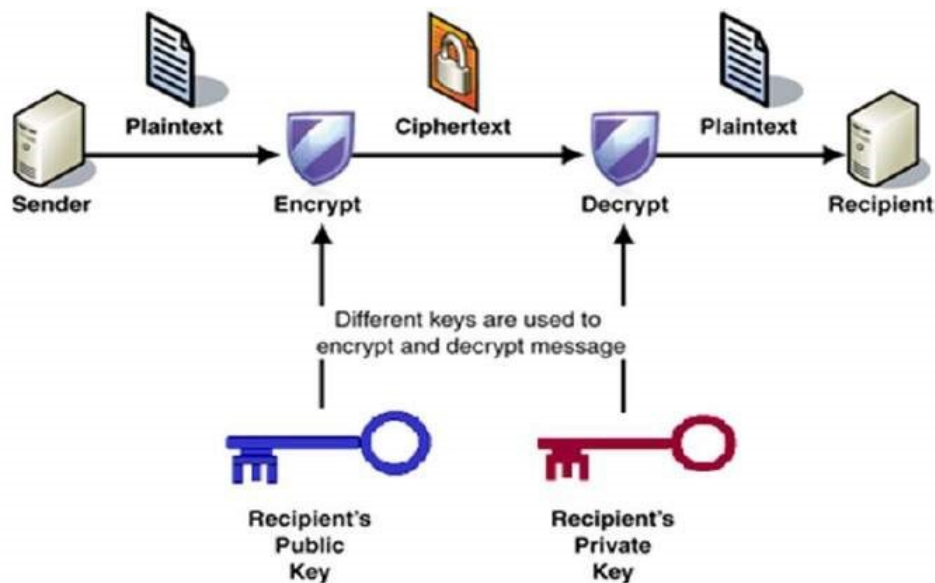 Plaintext
Ciphertext
Plaintext
Sender
Encrypt
Decrypt
Recipient
Different keys are used to
encrypt and decrypt message
Recipient's
Public
Key
Recipient's
Private
Key